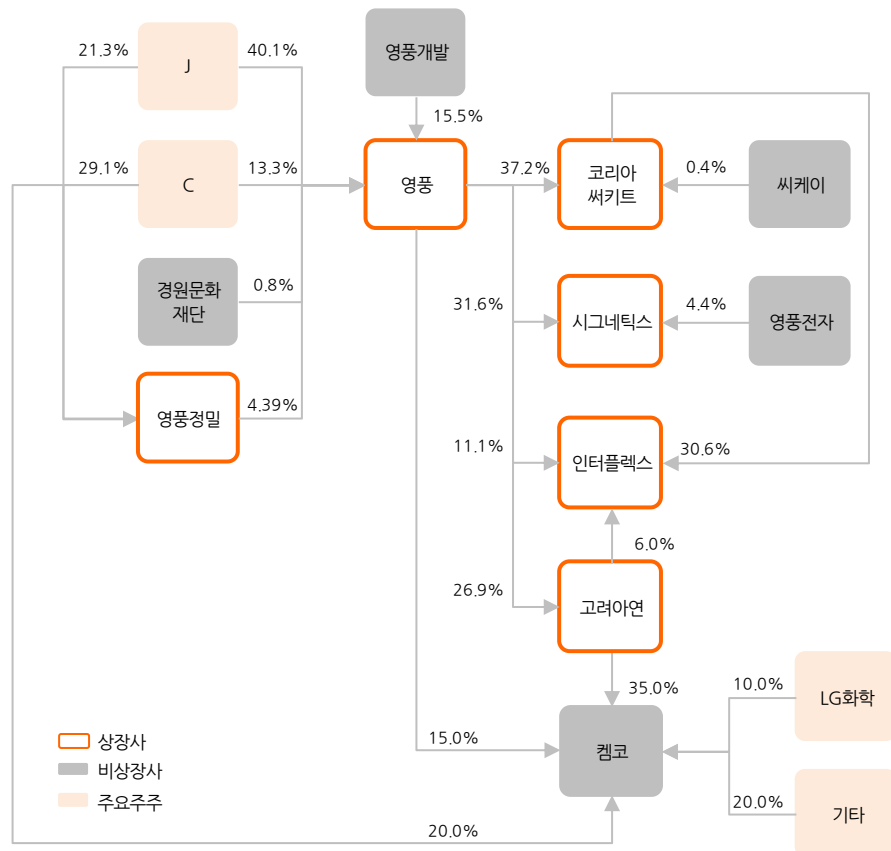 영풍개발
21.3%
J
40.1%
15.5%
29.1%
C
13.3%
영풍
37.2%
코리아
써키트
0.4%
씨케이
경원문화
재단
0.8%
31.6%
시그네틱스
4.4%
영풍전자
영풍정밀
4.39%
11.1%
인터플렉스
30.6%
6.0%
26.9%
고려아연
35.0%
10.0%
LG화학
15.0%
켐코
20.0%
기타
20.0%
상장사
비상장사
주요주주